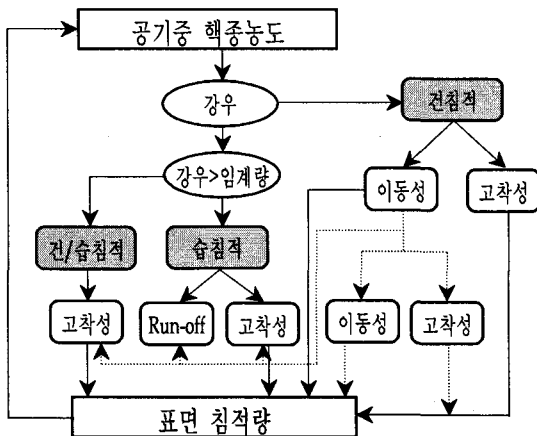 공기중 핵종농도
강우
건침적
강우>임계량
이동성
고착성
건/습침적
습침적
고착성
Run-off
고착성
이동성
고착성
표면 침적량